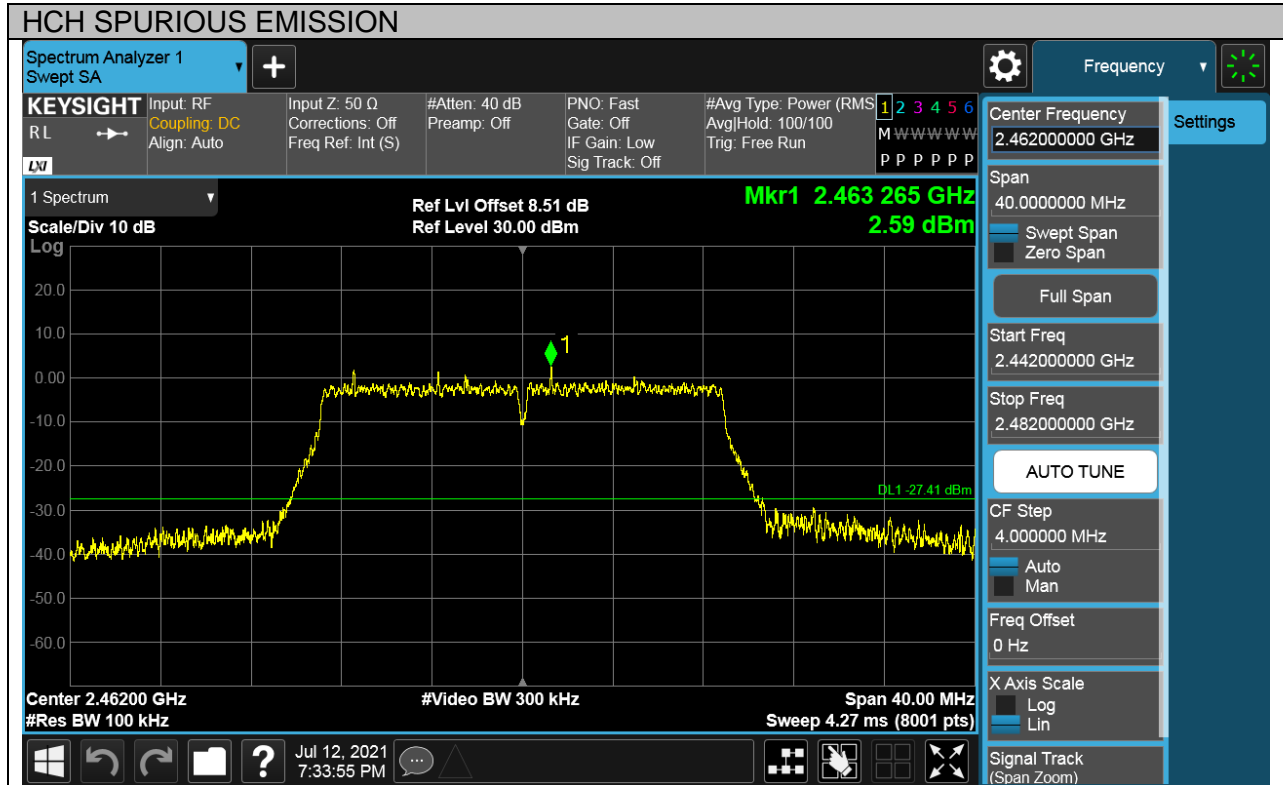 HCH SPURIOUS EMISSION
Spectrum Analyzer 1
Swept SA
Frequency
KEYSIGHT
RL
LXI
Input: RF
Coupling: DC
Align: Auto
Input Z: 50 Ω
Corrections: Off
Freq Ref: Int (S)
#Atten: 40 dB
Preamp: Off
PNO: Fast
Gate: Off
IF Gain: Low
Sig Track: Off
#Avg Type: Power (RMS
Avg|Hold: 100/100
Trig: Free Run
1 2 3 4 5 6
M W W W W W
P P P P P P
1 Spectrum
Scale/Div 10 dB
Ref Lvl Offset 8.51 dB
Ref Level 30.00 dBm
Mkr1 2.463 265 GHz
2.59 dBm
Log
20.0
10.0
0.00
-10.0
-20.0
-30.0
-40.0
-50.0
-60.0
1
DL1 -27.41 dBm
Center 2.46200 GHz
#Video BW 300 kHz
Span 40.00 MHz
#Res BW 100 kHz
Sweep 4.27 ms (8001 pts)
?
Jul 12, 2021
7:33:55 PM
Center Frequency
2.462000000 GHz
Settings
Span
40.0000000 MHz
Swept Span
Zero Span
Full Span
Start Freq
2.442000000 GHz
Stop Freq
2.482000000 GHz
AUTO TUNE
CF Step
4.000000 MHz
Auto
Man
Freq Offset
0 Hz
X Axis Scale
Log
Lin
Signal Track
(Span Zoom)